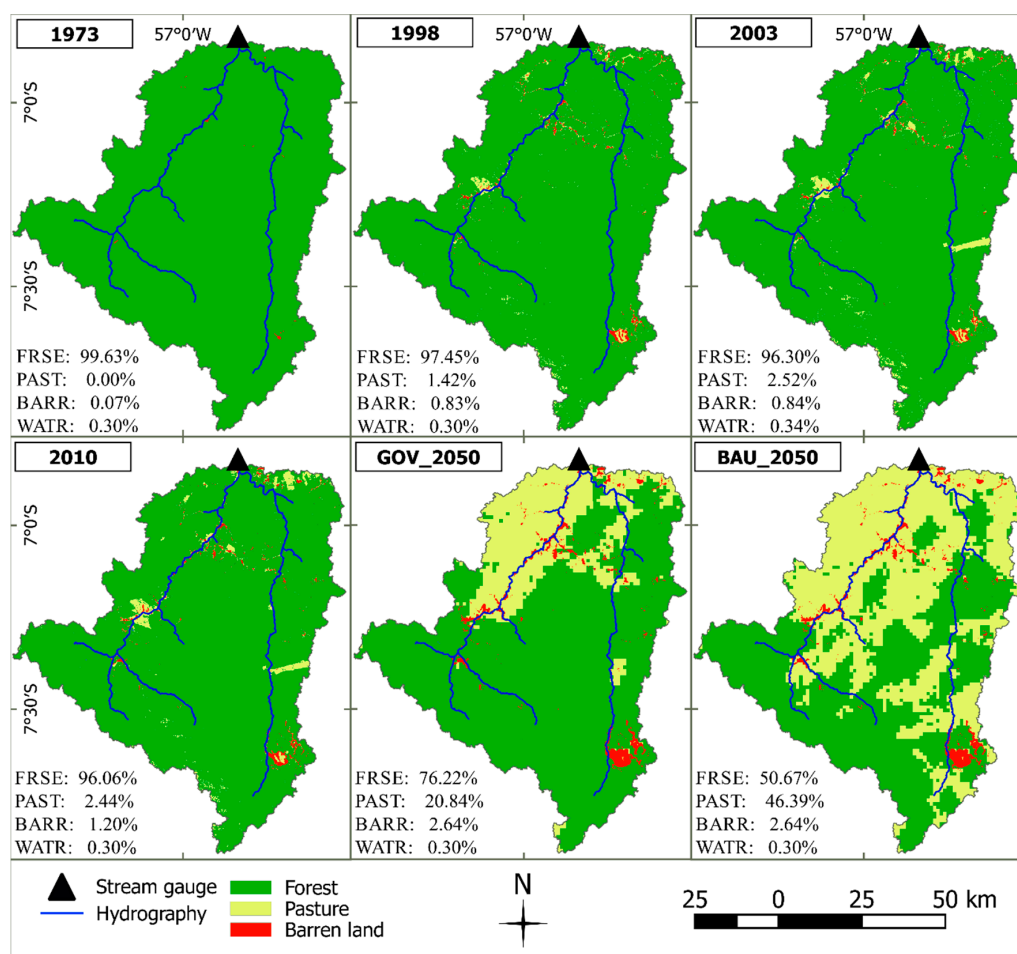 1973
57°0'W
1998
57°0'W
2003
7°0'S
7°30'S
FRSE: 99.63%
PAST: 0.00%
BARR: 0.07%
WATR: 0.30%
FRSE: 97.45%
PAST: 1.42%
BARR: 0.83%
WATR: 0.30%
FRSE: 96.30%
PAST: 2.52%
BARR: 0.84%
WATR: 0.34%
2010
GOV_2050
BAU_2050
7°0'S
7°30'S
FRSE: 96.06%
PAST: 2.44%
BARR: 1.20%
WATR: 0.30%
FRSE: 76.22%
PAST: 20.84%
BARR: 2.64%
WATR: 0.30%
FRSE: 50.67%
PAST: 46.39%
BARR: 2.64%
WATR: 0.30%
Stream gauge
Hydrography
Forest
Pasture
Barren land
N
25 0 25 50 km